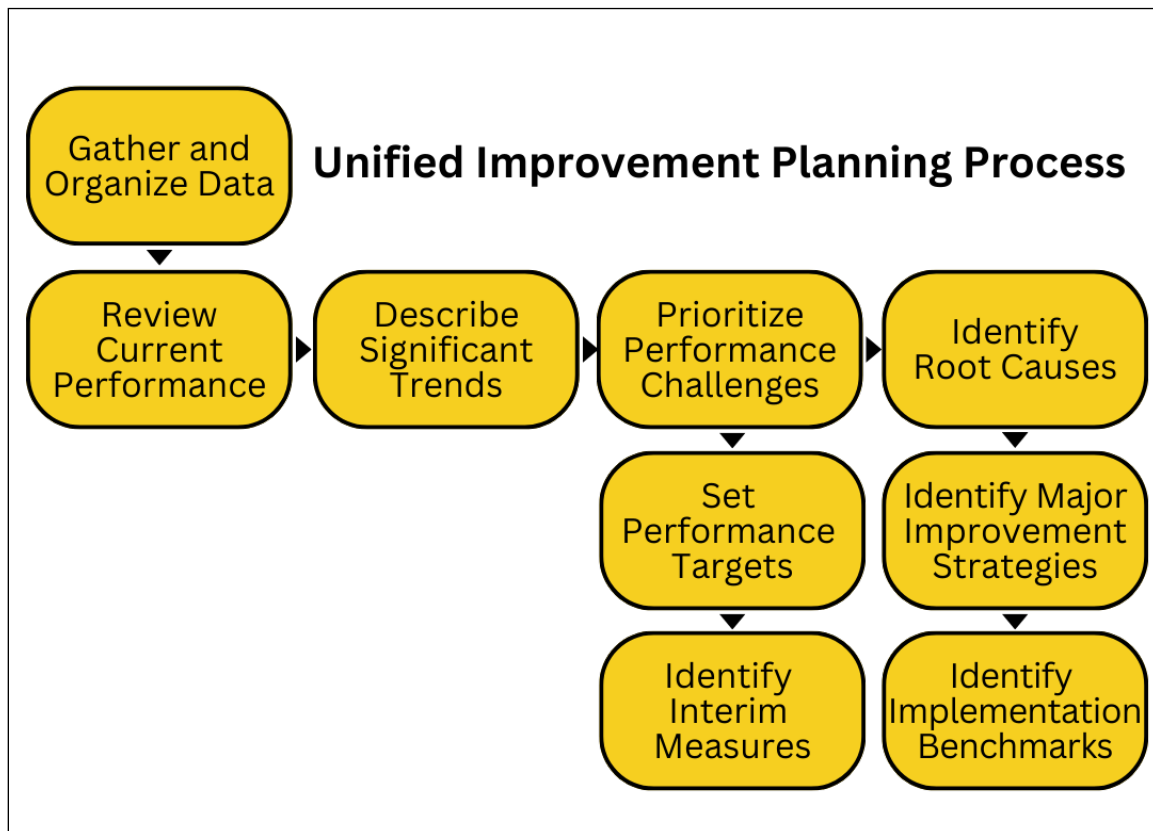 Gather and
Organize Data
Unified Improvement Planning Process
Review
Current
Performance
Describe
Significant
Trends
Prioritize
Performance
Challenges
Identify
Root Causes
Set
Performance
Targets
Identify Major
Improvement
Strategies
Identify
Interim
Measures
Identify
Implementation
Benchmarks